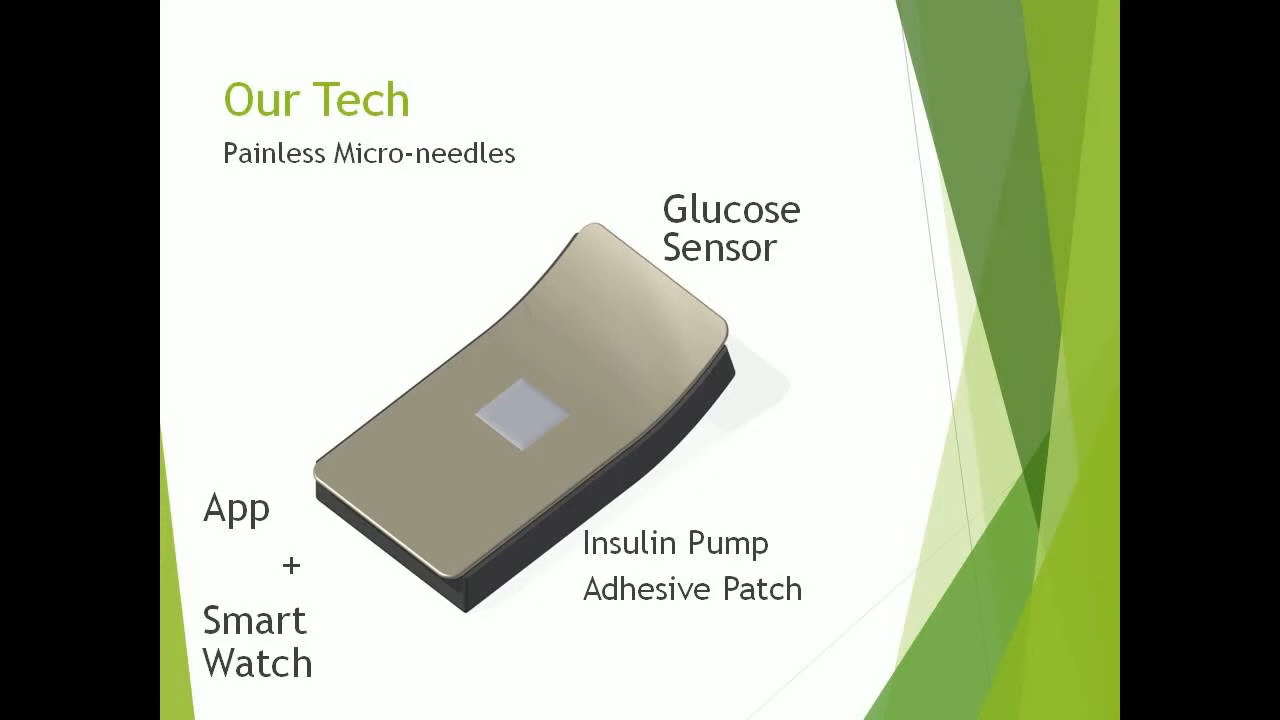 Our Tech
Painless Micro-needles
Glucose
Sensor
App
+
Smart
Watch
Insulin Pump
Adhesive Patch